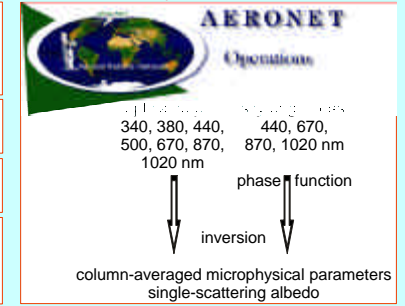 AERONET
Operations
340, 380, 440,
500, 670, 870,
1020 nm
440, 670,
870, 1020 nm
phase function
inversion
column-averaged microphysical parameters
single-scattering albedo